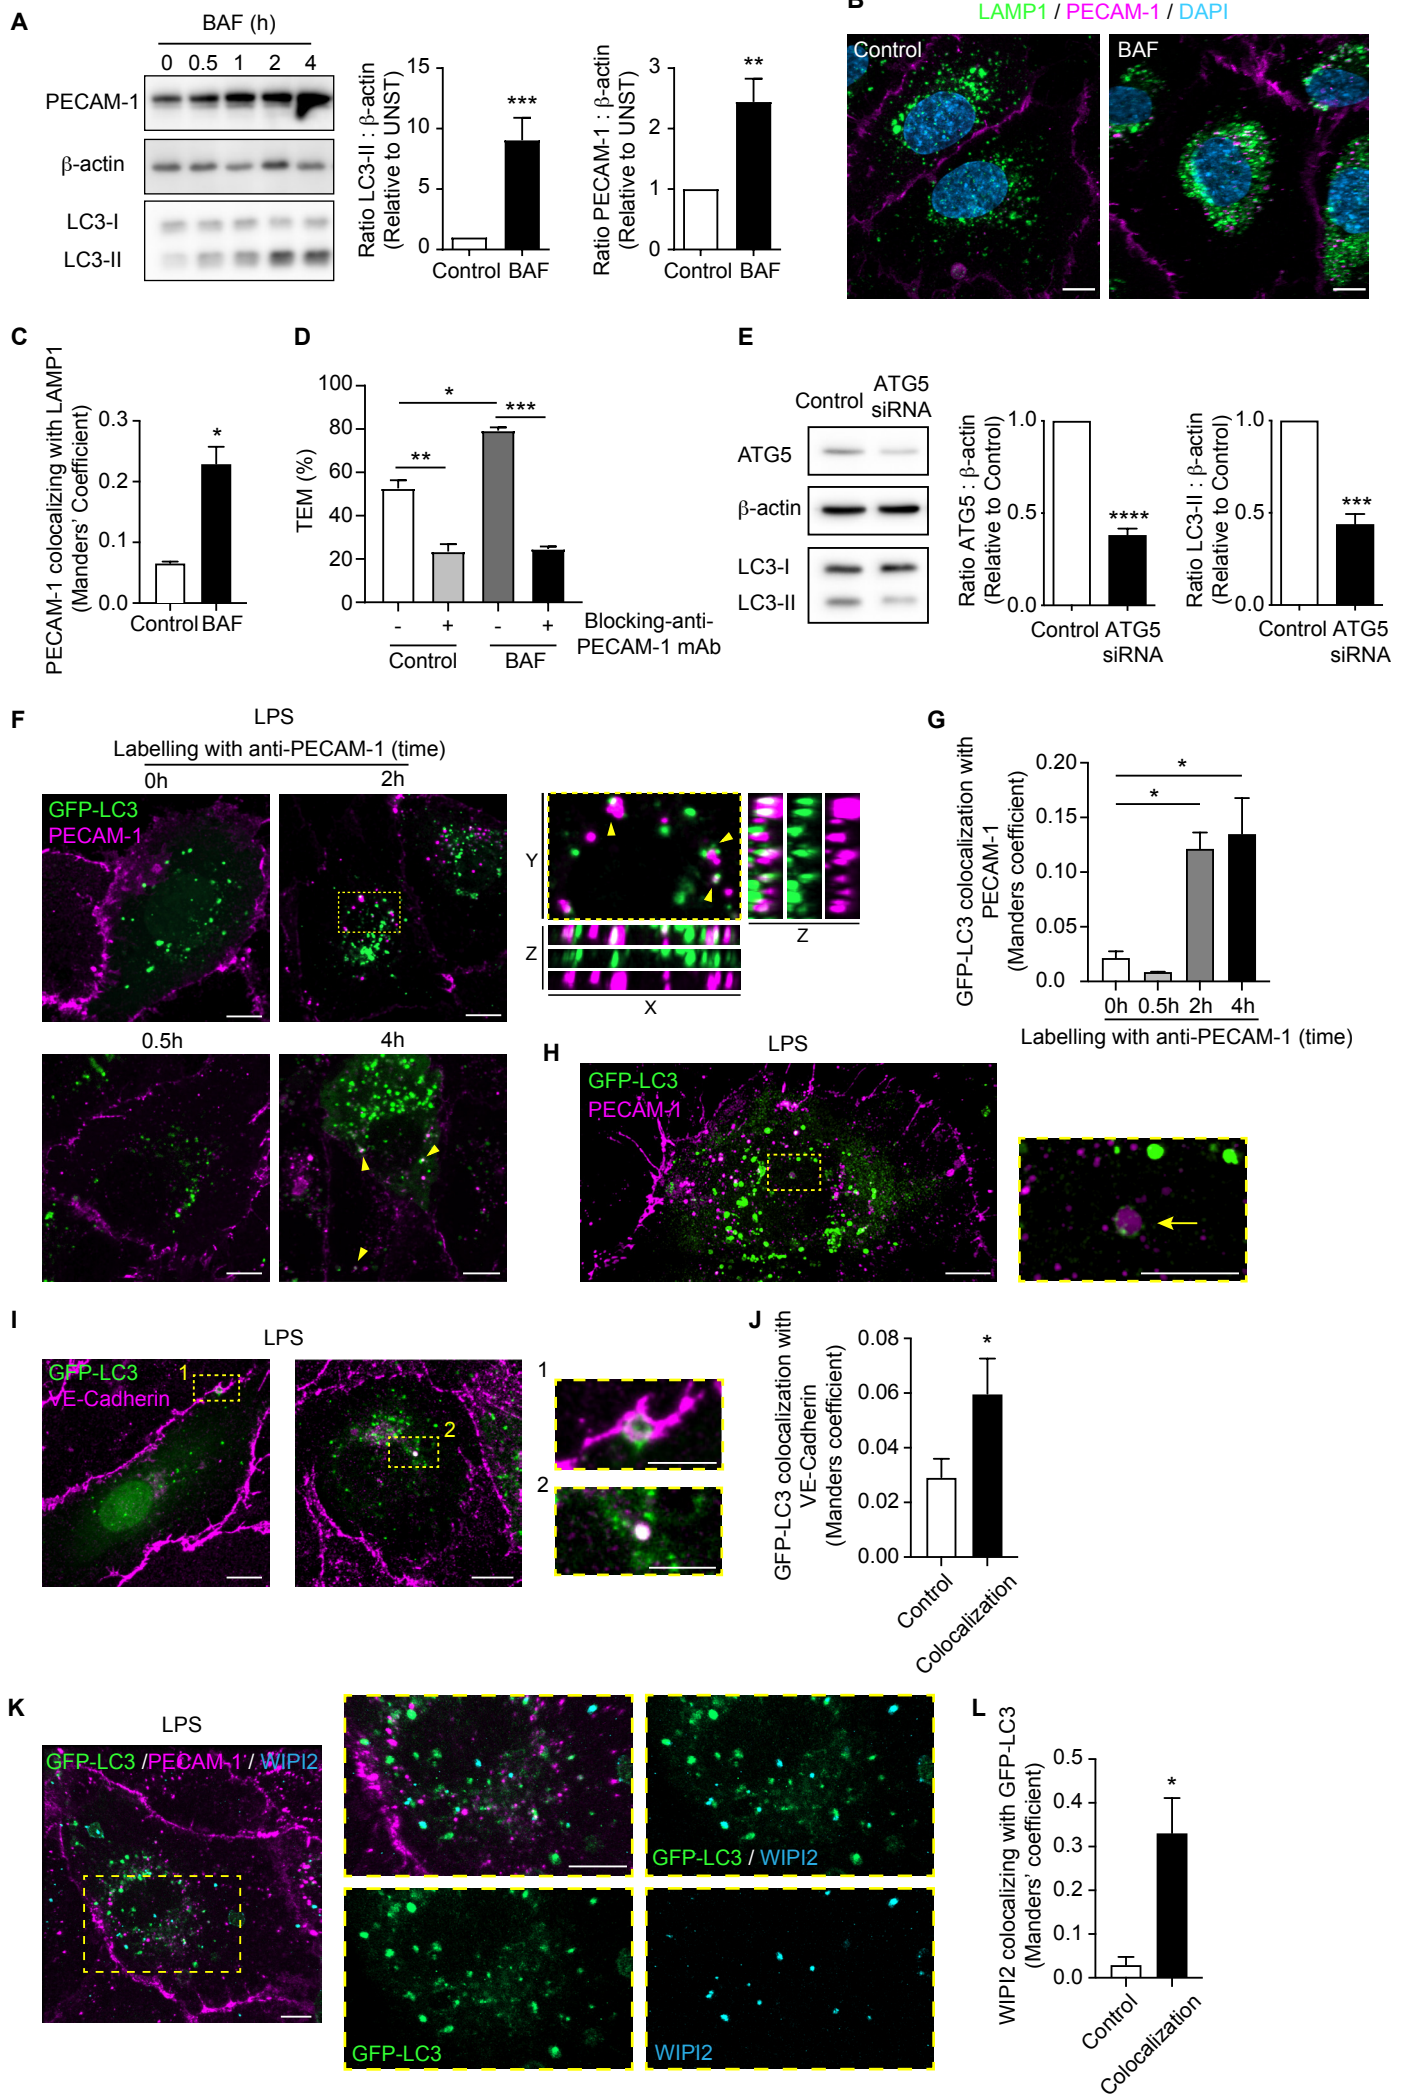 A
BAF (h)
0 0.5 1 2 4
PECAM-1
β-actin
LC3-I
LC3-II
Ratio LC3-II : β-actin
(Relative to UNST)
15
10
5
0
***
Control BAF
Ratio PECAM-1 : β-actin
(Relative to UNST)
3
2
1
0
**
Control BAF
B
LAMP1 / PECAM-1 / DAPI
Control
BAF
C
PECAM-1 colocalizing with LAMP1
(Manders' Coefficient)
0.3
0.2
0.1
0.0
*
Control BAF
D
TEM (%)
100
80
60
40
20
0
*
***
**
- + - +
Blocking-anti-
PECAM-1 mAb
Control BAF
E
Control
ATG5
siRNA
ATG5
β-actin
LC3-I
LC3-II
Ratio ATG5 : β-actin
(Relative to Control)
1.0
0.5
0.0
****
Control ATG5
siRNA
Ratio LC3-II : β-actin
(Relative to Control)
1.0
0.5
0.0
***
Control ATG5
siRNA
F
LPS
Labelling with anti-PECAM-1 (time)
0h
2h
GFP-LC3
PECAM-1
Y
Z
X
Z
0.5h
4h
G
GFP-LC3 colocalization with
PECAM-1
(Manders coefficient)
0.20
0.15
0.10
0.05
0.0
*
*
0h 0.5h 2h 4h
Labelling with anti-PECAM-1 (time)
H
LPS
GFP-LC3
PECAM-1
I
LPS
GFP-LC3
VE-Cadherin
1
2
1
2
J
GFP-LC3 colocalization with
VE-Cadherin
(Manders coefficient)
0.08
0.06
0.04
0.02
0.00
*
Control
Colocalization
K
LPS
GFP-LC3 /PECAM-1 / WIPI2
GFP-LC3 / WIPI2
GFP-LC3
WIPI2
L
WIPI2 colocalizing with GFP-LC3
(Manders' coefficient)
0.5
0.4
0.3
0.2
0.1
0.0
*
Control
Colocalization